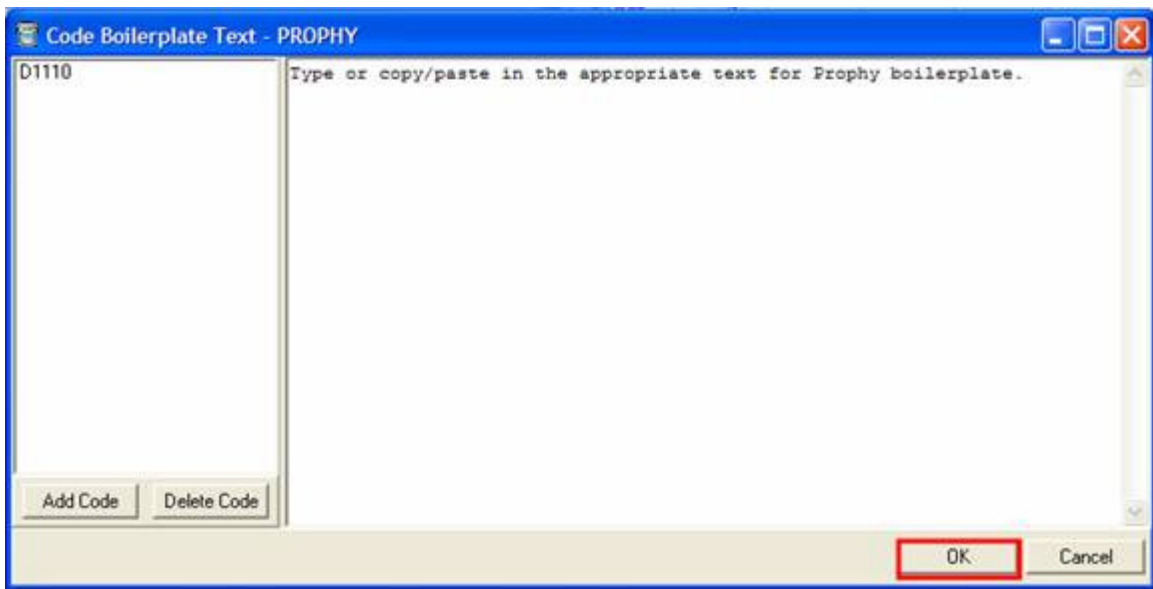 Code Boilerplate Text - PROPHY
D1110
Type or copy/paste in the appropriate text for Prophy boilerplate.
Add Code
Delete Code
OK
Cancel